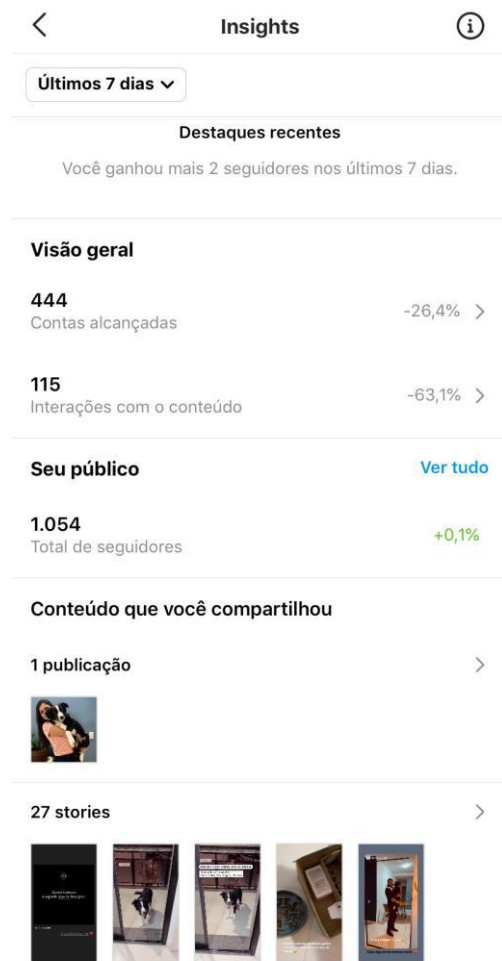 Insights
Últimos 7 dias
Destaques recentes
Você ganhou mais 2 seguidores nos últimos 7 dias.
Visão geral
444
-26,4%
Contas alcançadas
115
-63,1%
Interações com o conteúdo
Seu público
Ver tudo
1.054
+0,1%
Total de seguidores
Conteúdo que você compartilhou
1 publicação
27 stories